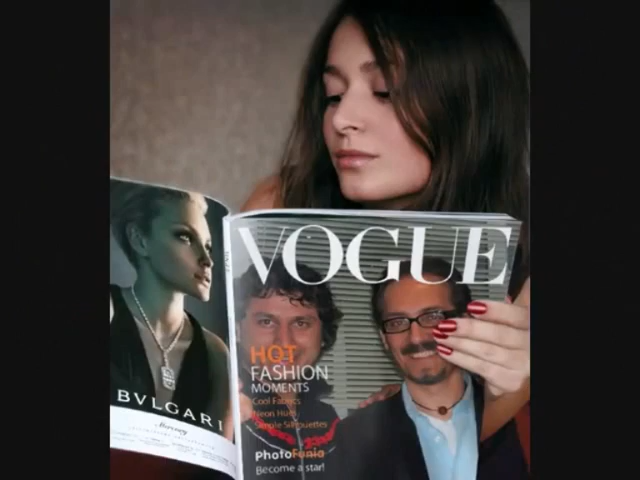 VOGUE
HOT
FASHION
MOMENTS
Cool Fabrics
Neon Hues
Simple Silhouettes
PhotoFunia
Become a star!
BVLGARI